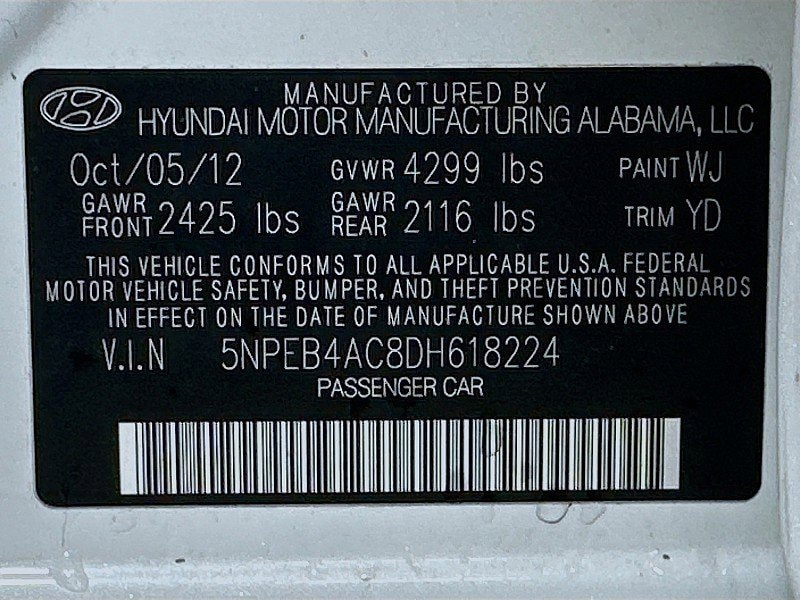 MANUFACTURED BY
HYUNDAI MOTOR MANUFACTURING ALABAMA, LLC
Oct/05/12 GVWR 4299 lbs PAINT WJ
GAWR FRONT 2425 lbs GAWR REAR 2116 lbs TRIM YD
THIS VEHICLE CONFORMS TO ALL APPLICABLE U.S.A. FEDERAL
MOTOR VEHICLE SAFETY, BUMPER, AND THEFT PREVENTION STANDARDS
IN EFFECT ON THE DATE OF MANUFACTURE SHOWN ABOVE
V.I.N 5NPEB4AC8DH618224
PASSENGER CAR